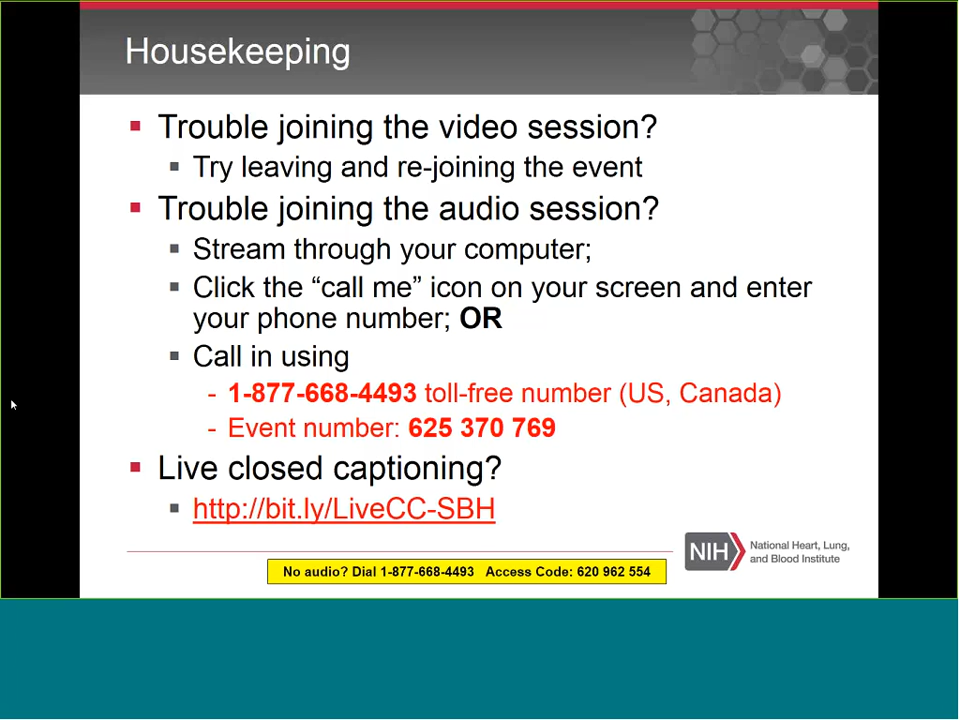 Housekeeping
▪ Trouble joining the video session?
▪ Try leaving and re-joining the event
▪ Trouble joining the audio session?
▪ Stream through your computer;
▪ Click the “call me” icon on your screen and enter
your phone number; OR
▪ Call in using
- 1-877-668-4493 toll-free number (US, Canada)
- Event number: 625 370 769
▪ Live closed captioning?
▪ http://bit.ly/LiveCC-SBH
NIH National Heart, Lung,
and Blood Institute
No audio? Dial 1-877-668-4493 Access Code: 620 962 554